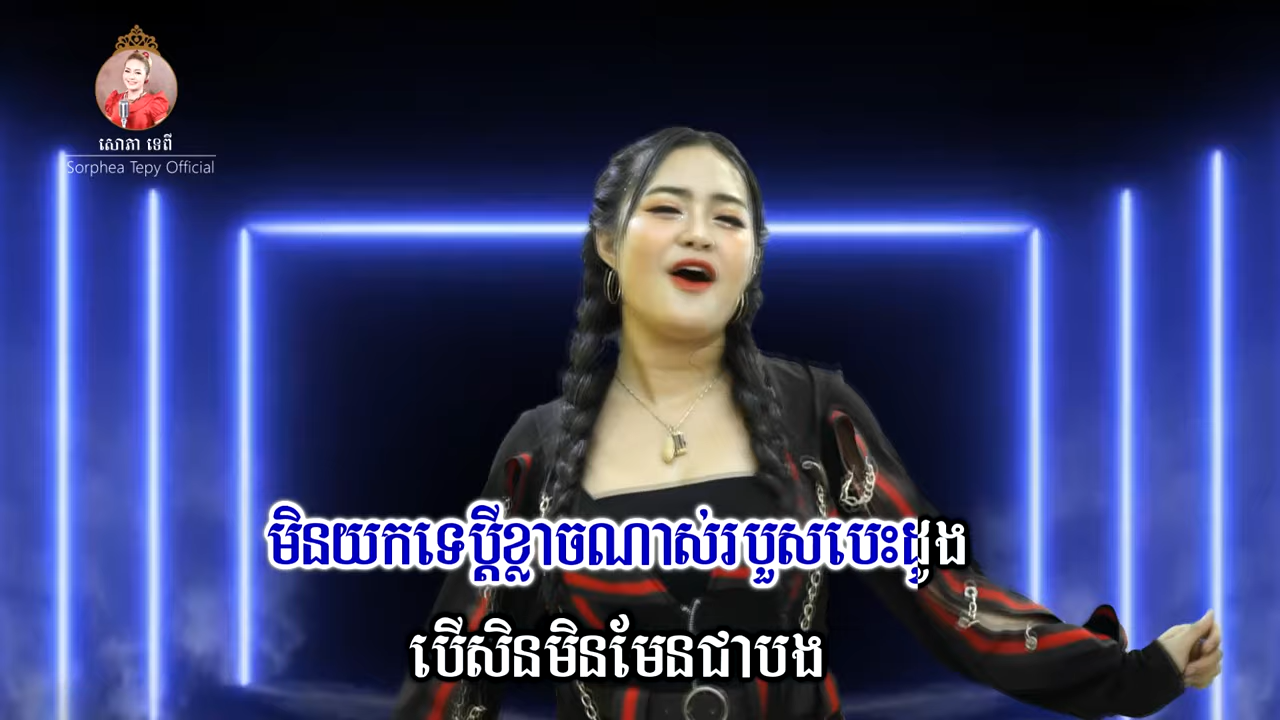 សោភា ទេពី
Sorphea Tepy Official
មិនយកទេប្ដីខ្លាចណាស់របួសបេះដូង
បើសិនមិនមែនជាបង